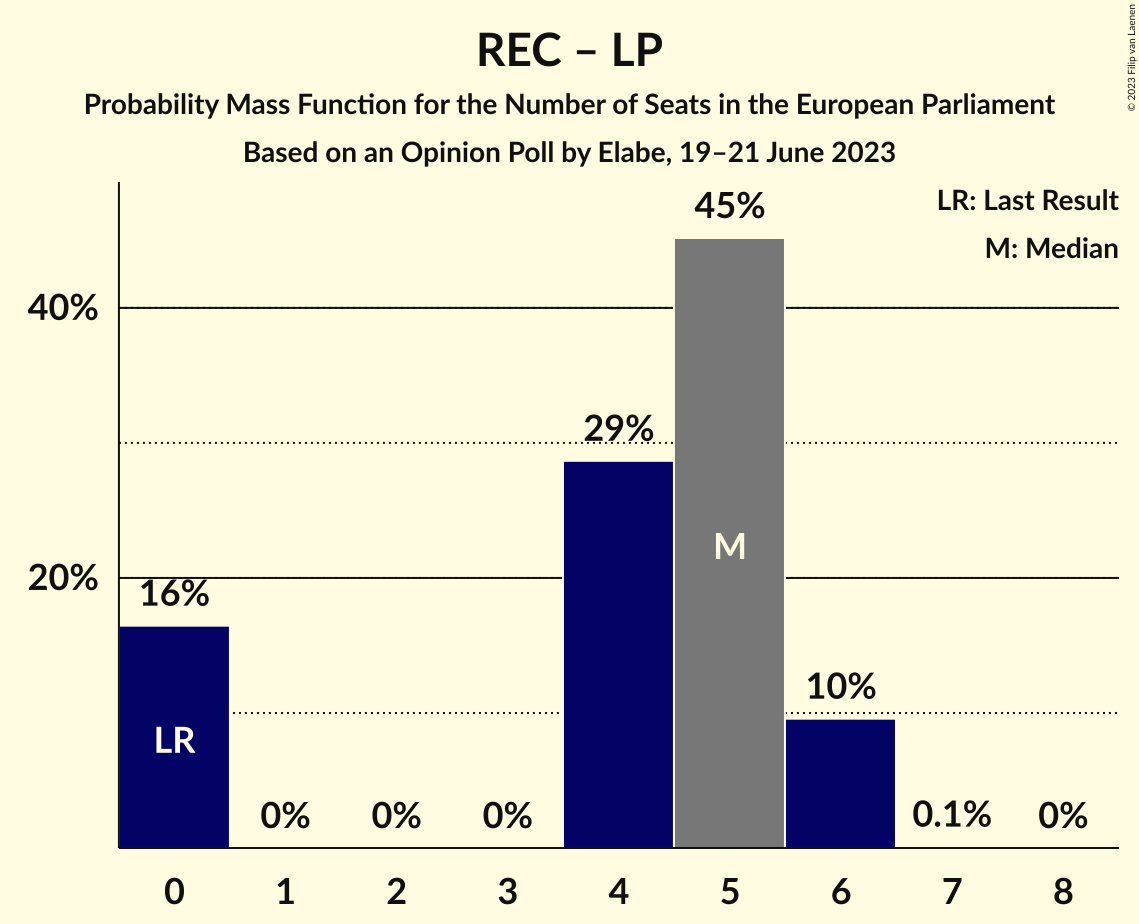 REC – LP
Probability Mass Function for the Number of Seats in the European Parliament
Based on an Opinion Poll by Elabe, 19–21 June 2023
© 2023 Filip van Laenen
LR: Last Result
M: Median
45%
40%
29%
M
20%
16%
10%
LR
0%
0%
0%
0.1%
0%
0 1 2 3 4 5 6 7 8